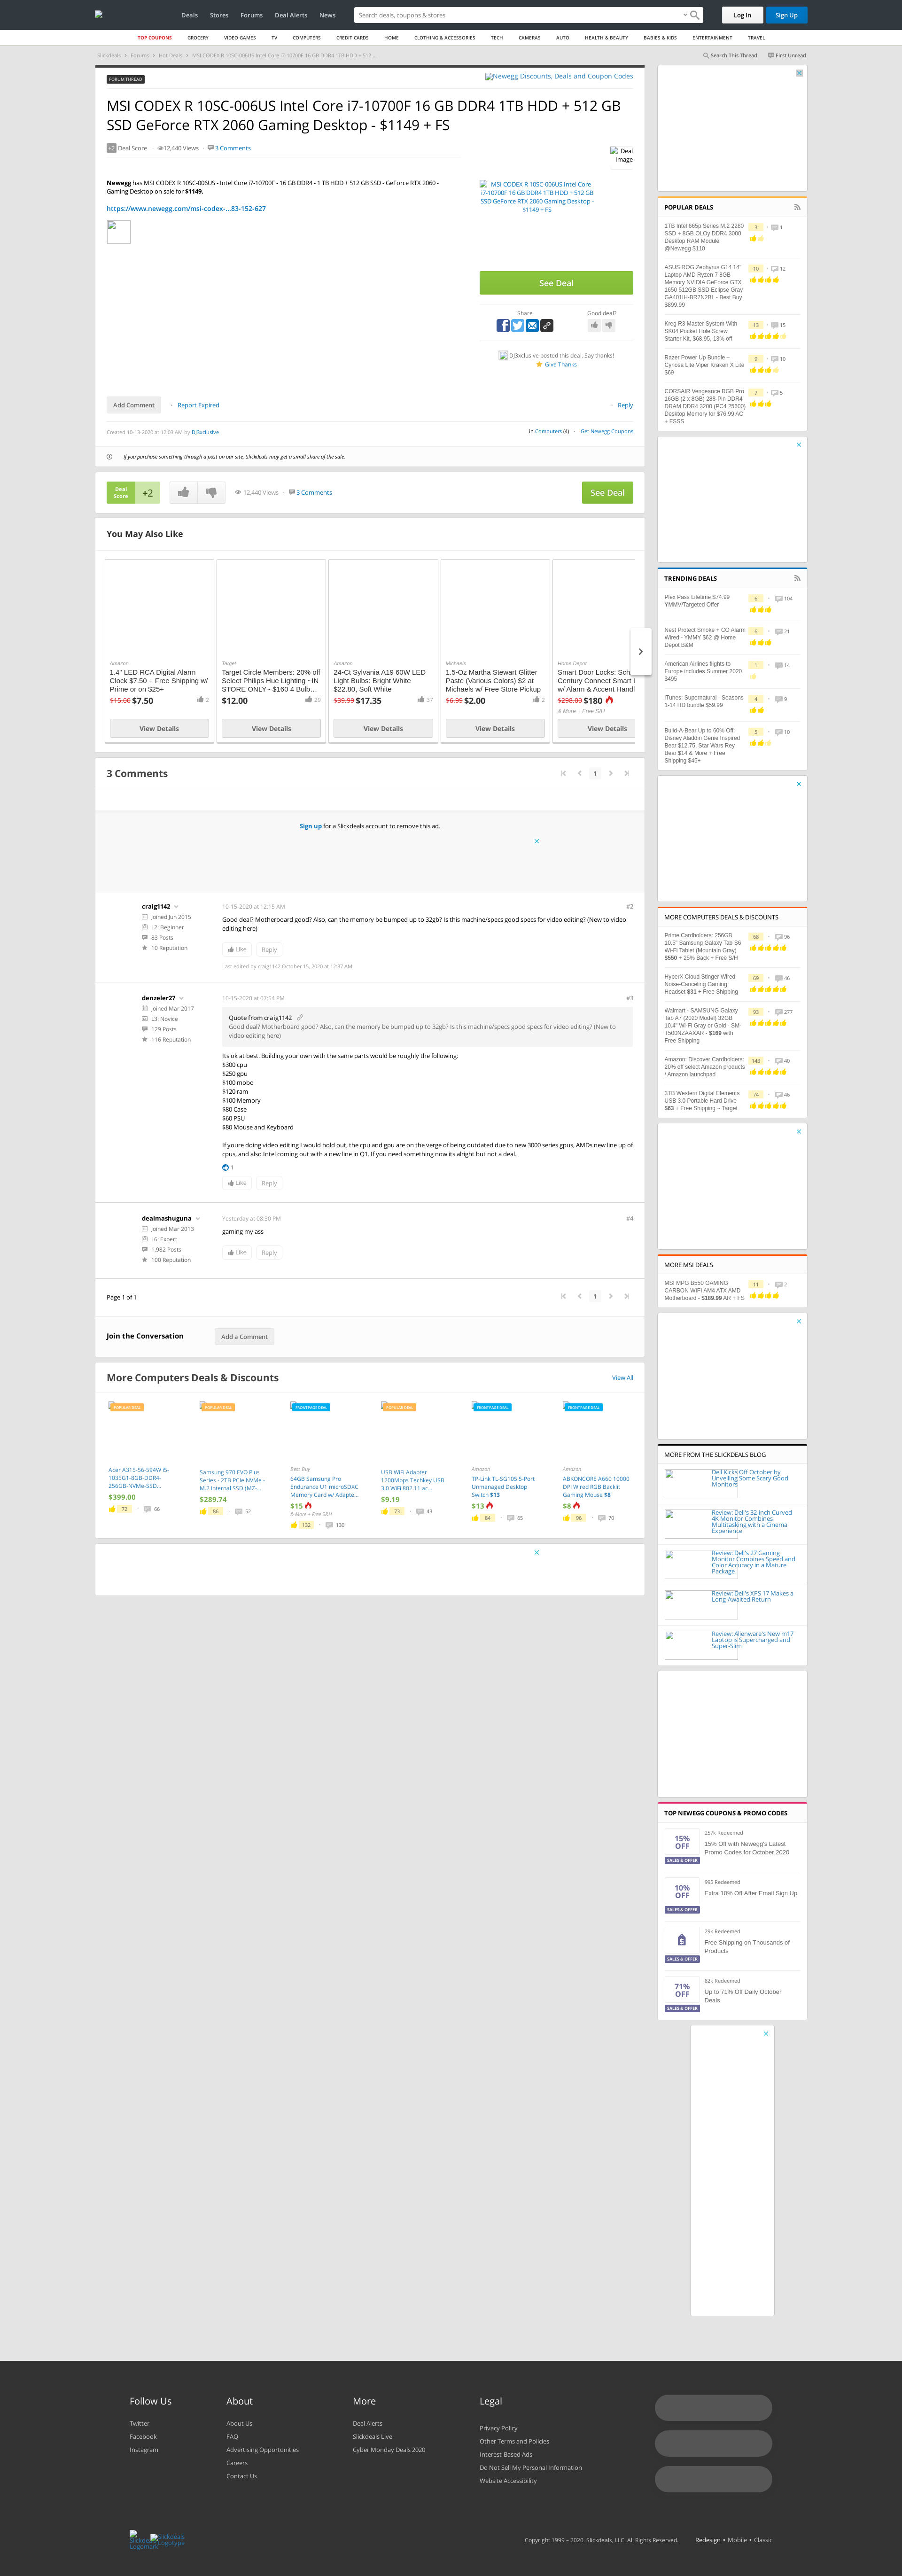 Deals
Stores
Forums
Deal Alerts
News
Search deals, coupons & stores
Log In
Sign Up
TOP COUPONS
GROCERY
VIDEO GAMES
TV
COMPUTERS
CREDIT CARDS
HOME
CLOTHING & ACCESSORIES
TECH
CAMERAS
AUTO
HEALTH & BEAUTY
BABIES & KIDS
ENTERTAINMENT
TRAVEL
Slickdeals > Forums > Hot Deals > MSI CODEX R 10SC-006US Intel Core i7-10700F 16 GB DDR4 1TB HDD + 512 ...
Search This Thread
First Unread
FORUM THREAD
Newegg Discounts, Deals and Coupon Codes
MSI CODEX R 10SC-006US Intel Core i7-10700F 16 GB DDR4 1TB HDD + 512 GB
SSD GeForce RTX 2060 Gaming Desktop - $1149 + FS
+2 Deal Score
12,440 Views
3 Comments
Deal
Image
Newegg has MSI CODEX R 10SC-006US - Intel Core i7-10700F - 16 GB DDR4 - 1 TB HDD + 512 GB SSD - GeForce RTX 2060 -
Gaming Desktop on sale for $1149.
https://www.newegg.com/msi-codex-...83-152-627
MSI CODEX R 10SC-006US Intel Core
i7-10700F 16 GB DDR4 1TB HDD + 512 GB
SSD GeForce RTX 2060 Gaming Desktop -
$1149 + FS
See Deal
Share
Good deal?
DJ3xclusive posted this deal. Say thanks!
Give Thanks
Add Comment
Report Expired
Reply
Created 10-13-2020 at 12:03 AM by DJ3xclusive
in Computers (4)
Get Newegg Coupons
If you purchase something through a post on our site, Slickdeals may get a small share of the sale.
Deal
Score
+2
12,440 Views
3 Comments
See Deal
You May Also Like
Amazon
1.4" LED RCA Digital Alarm
Clock $7.50 + Free Shipping w/
Prime or on $25+
$15.00 $7.50
2
View Details
Target
Target Circle Members: 20% off
Select Philips Hue Lighting ~IN
STORE ONLY~ $160 4 Bulb...
$12.00
29
View Details
Amazon
24-Ct Sylvania A19 60W LED
Light Bulbs: Bright White
$22.80, Soft White
$39.99 $17.35
37
View Details
Michaels
1.5-Oz Martha Stewart Glitter
Paste (Various Colors) $2 at
Michaels w/ Free Store Pickup
$6.99 $2.00
2
View Details
Home Depot
Smart Door Locks: Sch
Century Connect Smart L
w/ Alarm & Accent Handl
$298.00 $180
& More + Free S/H
View Details
3 Comments
1
Sign up for a Slickdeals account to remove this ad.
craig1142
Joined Jun 2015
L2: Beginner
83 Posts
10 Reputation
10-15-2020 at 12:15 AM
#2
Good deal? Motherboard good? Also, can the memory be bumped up to 32gb? Is this machine/specs good specs for video editing? (New to video
editing here)
Like
Reply
Last edited by craig1142 October 15, 2020 at 12:37 AM.
denzeler27
Joined Mar 2017
L3: Novice
129 Posts
116 Reputation
10-15-2020 at 07:54 PM
#3
Quote from craig1142
Good deal? Motherboard good? Also, can the memory be bumped up to 32gb? Is this machine/specs good specs for video editing? (New to
video editing here)
Its ok at best. Building your own with the same parts would be roughly the following:
$300 cpu
$250 gpu
$100 mobo
$120 ram
$100 Memory
$80 Case
$60 PSU
$80 Mouse and Keyboard
If youre doing video editing I would hold out, the cpu and gpu are on the verge of being outdated due to new 3000 series gpus, AMDs new line up of
cpus, and also Intel coming out with a new line in Q1. If you need something now its alright but not a deal.
1
Like
Reply
dealmashuguna
Joined Mar 2013
L6: Expert
1,982 Posts
100 Reputation
Yesterday at 08:30 PM
#4
gaming my ass
Like
Reply
Page 1 of 1
1
Join the Conversation
Add a Comment
More Computers Deals & Discounts
View All
POPULAR DEAL
Acer A315-56-594W i5-
1035G1-8GB-DDR4-
256GB-NVMe-SSD...
$399.00
72
66
POPULAR DEAL
Samsung 970 EVO Plus
Series - 2TB PCIe NVMe -
M.2 Internal SSD (MZ-...
$289.74
86
52
FRONTPAGE DEAL
Best Buy
64GB Samsung Pro
Endurance U1 microSDXC
Memory Card w/ Adapte...
$15
& More + Free S&H
132
130
POPULAR DEAL
USB WiFi Adapter
1200Mbps Techkey USB
3.0 WiFi 802.11 ac...
$9.19
73
43
FRONTPAGE DEAL
Amazon
TP-Link TL-SG105 5-Port
Unmanaged Desktop
Switch $13
$13
84
65
FRONTPAGE DEAL
Amazon
ABKONCORE A660 10000
DPI Wired RGB Backlit
Gaming Mouse $8
$8
96
70
POPULAR DEALS
1TB Intel 665p Series M.2 2280
SSD + 8GB OLOy DDR4 3000
Desktop RAM Module
@Newegg $110
3
1
ASUS ROG Zephyrus G14 14"
Laptop AMD Ryzen 7 8GB
Memory NVIDIA GeForce GTX
1650 512GB SSD Eclipse Gray
GA401IH-BR7N2BL - Best Buy
$899.99
10
12
Kreg R3 Master System With
SK04 Pocket Hole Screw
Starter Kit. $68.95, 13% off
13
15
Razer Power Up Bundle –
Cynosa Lite Viper Kraken X Lite
$69
9
10
CORSAIR Vengeance RGB Pro
16GB (2 x 8GB) 288-Pin DDR4
DRAM DDR4 3200 (PC4 25600)
Desktop Memory for $76.99 AC
+ FSSS
7
5
TRENDING DEALS
Plex Pass Lifetime $74.99
YMMV/Targeted Offer
6
104
Nest Protect Smoke + CO Alarm
Wired - YMMY $62 @ Home
Depot B&M
6
21
American Airlines flights to
Europe includes Summer 2020
$495
1
14
iTunes: Supernatural - Seasons
1-14 HD bundle $59.99
4
9
Build-A-Bear Up to 60% Off:
Disney Aladdin Genie Inspired
Bear $12.75, Star Wars Rey
Bear $14 & More + Free
Shipping $45+
5
10
MORE COMPUTERS DEALS & DISCOUNTS
Prime Cardholders: 256GB
10.5" Samsung Galaxy Tab S6
Wi-Fi Tablet (Mountain Gray)
$550 + 25% Back + Free S/H
68
96
HyperX Cloud Stinger Wired
Noise-Canceling Gaming
Headset $31 + Free Shipping
69
46
Walmart - SAMSUNG Galaxy
Tab A7 (2020 Model) 32GB
10.4" Wi-Fi Gray or Gold - SM-
T500NZAAXAR - $169 with
Free Shipping
93
277
Amazon: Discover Cardholders:
20% off select Amazon products
/ Amazon launchpad
143
40
3TB Western Digital Elements
USB 3.0 Portable Hard Drive
$63 + Free Shipping ~ Target
74
46
MORE MSI DEALS
MSI MPG B550 GAMING
CARBON WIFI AM4 ATX AMD
Motherboard - $189.99 AR + FS
11
2
MORE FROM THE SLICKDEALS BLOG
Dell Kicks Off October by
Unveiling Some Scary Good
Monitors
Review: Dell's 32-inch Curved
4K Monitor Combines
Multitasking with a Cinema
Experience
Review: Dell's 27 Gaming
Monitor Combines Speed and
Color Accuracy in a Mature
Package
Review: Dell's XPS 17 Makes a
Long-Awaited Return
Review: Alienware's New m17
Laptop is Supercharged and
Super-Slim
TOP NEWEGG COUPONS & PROMO CODES
15%
OFF
SALES & OFFER
257k Redeemed
15% Off with Newegg's Latest
Promo Codes for October 2020
10%
OFF
SALES & OFFER
995 Redeemed
Extra 10% Off After Email Sign Up
SALES & OFFER
29k Redeemed
Free Shipping on Thousands of
Products
71%
OFF
SALES & OFFER
82k Redeemed
Up to 71% Off Daily October
Deals
Follow Us
Twitter
Facebook
Instagram
About
About Us
FAQ
Advertising Opportunities
Careers
Contact Us
More
Deal Alerts
Slickdeals Live
Cyber Monday Deals 2020
Legal
Privacy Policy
Other Terms and Policies
Interest-Based Ads
Do Not Sell My Personal Information
Website Accessibility
Slickdeals
Logomark
Slickdeals
Logotype
Copyright 1999 – 2020. Slickdeals, LLC. All Rights Reserved.
Redesign • Mobile • Classic